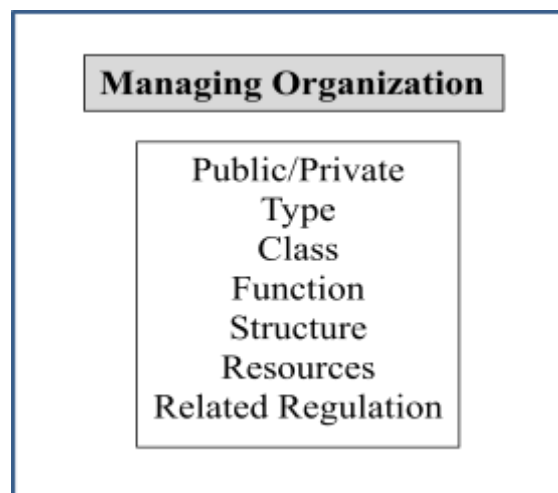 Managing Organization
Public/Private
Type
Class
Function
Structure
Resources
Related Regulation